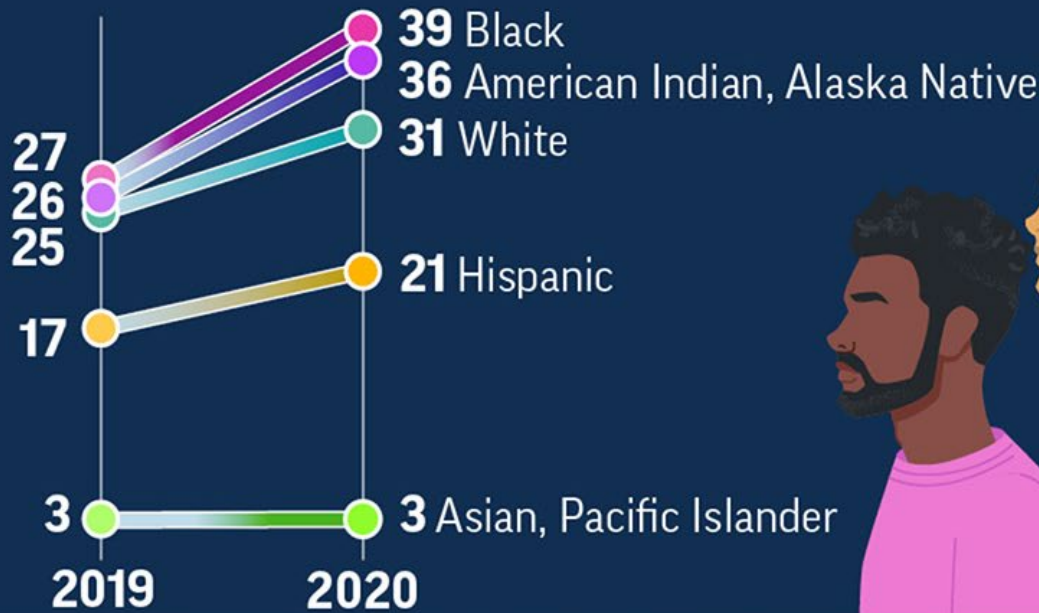 39 Black
36 American Indian, Alaska Native
27
31 White
26
25
21 Hispanic
17
3
3 Asian, Pacific Islander
2019 2020